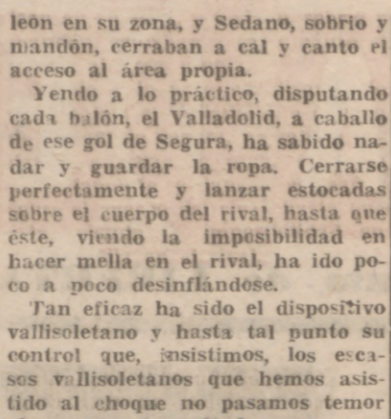 león en su zona, y Sedano, sobrio y
mandón, cerraban a cal y canto el
acceso al área propia.
Yendo a lo práctico, disputando
cada balón, el Valladolid, a caballo
de ese gol de Segura, ha sabido na-
dar y guardar la ropa. Cerrarse
perfectamente y lanzar estocadas
sobre el cuerpo del rival, hasta que
éste, viendo la imposibilidad en
hacer mella en el rival, ha ido po-
co a poco desinflándose.
Tan eficaz ha sido el dispositivo
vallisoletano y hasta tal punto su
control que, insistimos, los esca-
sos vallisoletanos que hemos asis-
tido al choque no pasamos temor